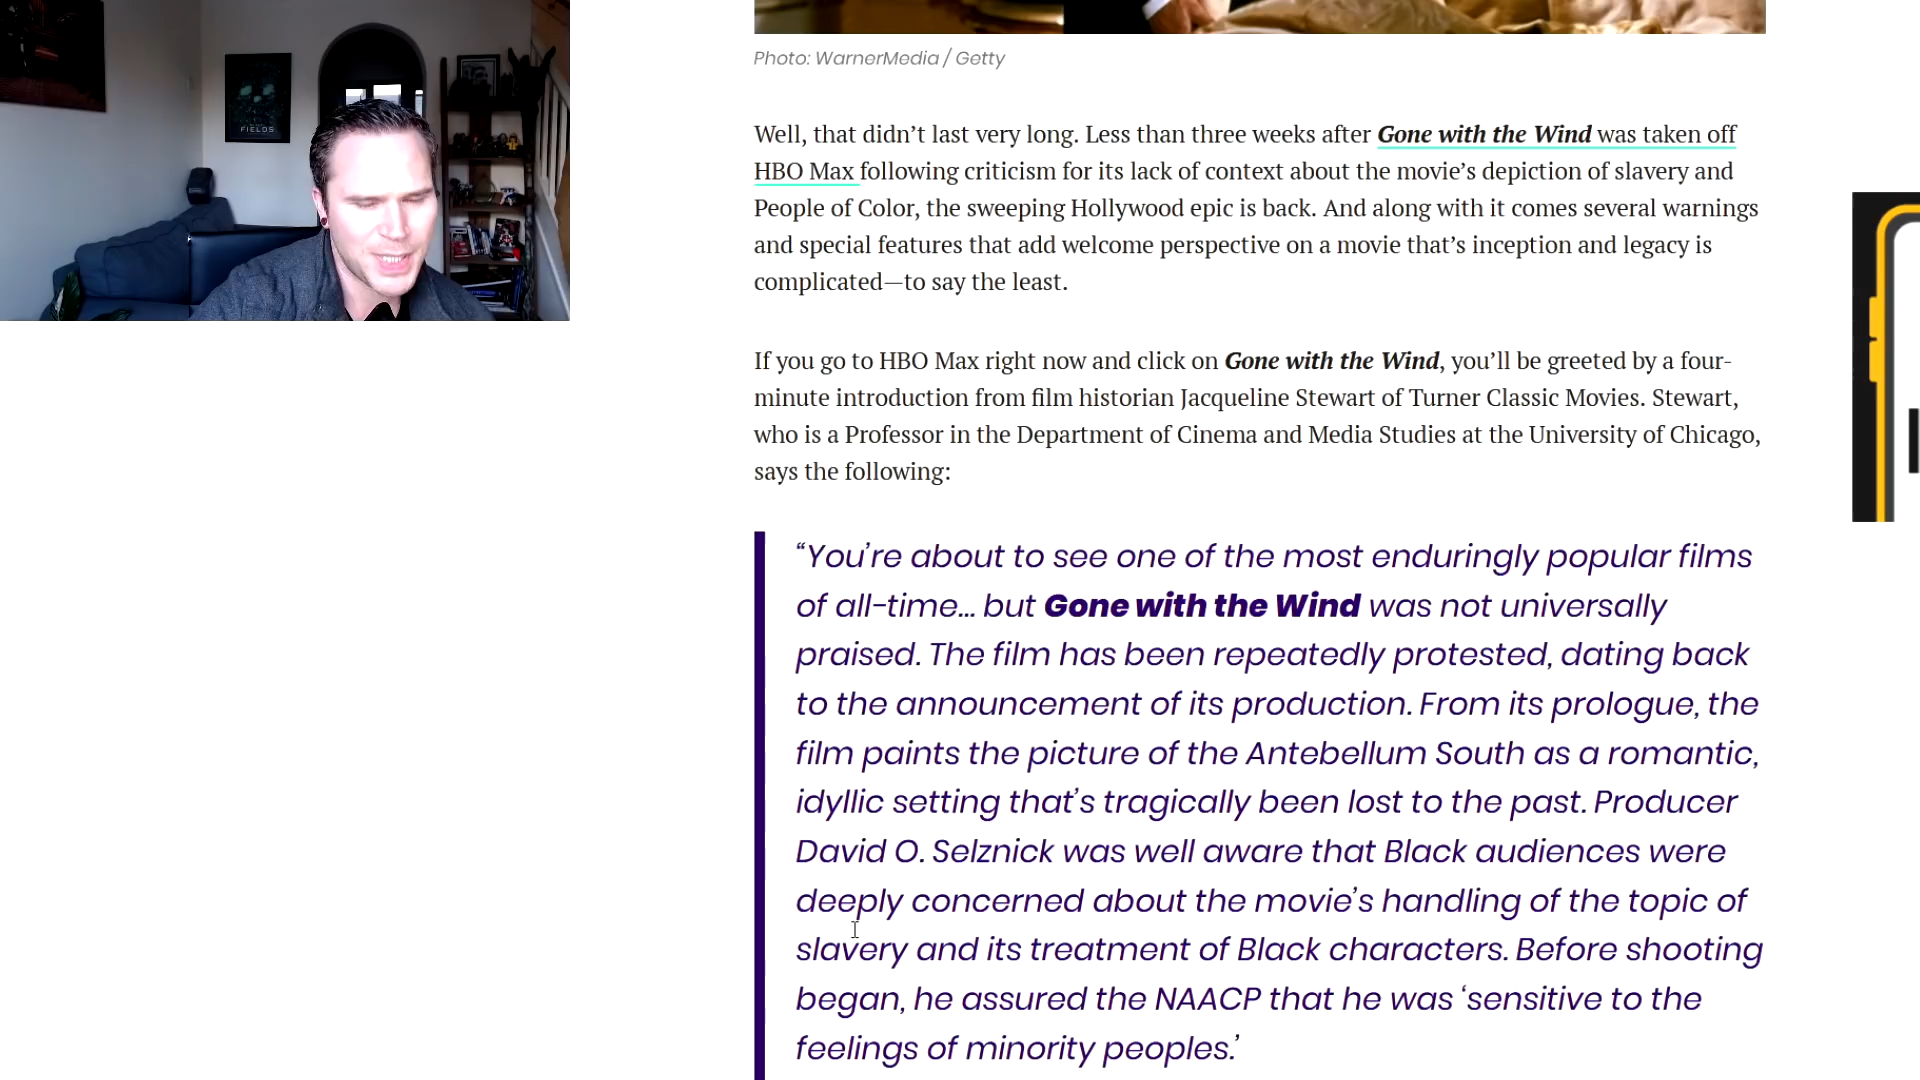 FIELDS
Photo: WarnerMedia / Getty
Well, that didn’t last very long. Less than three weeks after Gone with the Wind was taken off
HBO Max following criticism for its lack of context about the movie’s depiction of slavery and
People of Color, the sweeping Hollywood epic is back. And along with it comes several warnings
and special features that add welcome perspective on a movie that’s inception and legacy is
complicated—to say the least.
If you go to HBO Max right now and click on Gone with the Wind, you’ll be greeted by a four-
minute introduction from film historian Jacqueline Stewart of Turner Classic Movies. Stewart,
who is a Professor in the Department of Cinema and Media Studies at the University of Chicago,
says the following:
“You’re about to see one of the most enduringly popular films
of all-time... but Gone with the Wind was not universally
praised. The film has been repeatedly protested, dating back
to the announcement of its production. From its prologue, the
film paints the picture of the Antebellum South as a romantic,
idyllic setting that’s tragically been lost to the past. Producer
David O. Selznick was well aware that Black audiences were
deeply concerned about the movie’s handling of the topic of
slavery and its treatment of Black characters. Before shooting
began, he assured the NAACP that he was ‘sensitive to the
feelings of minority peoples.’